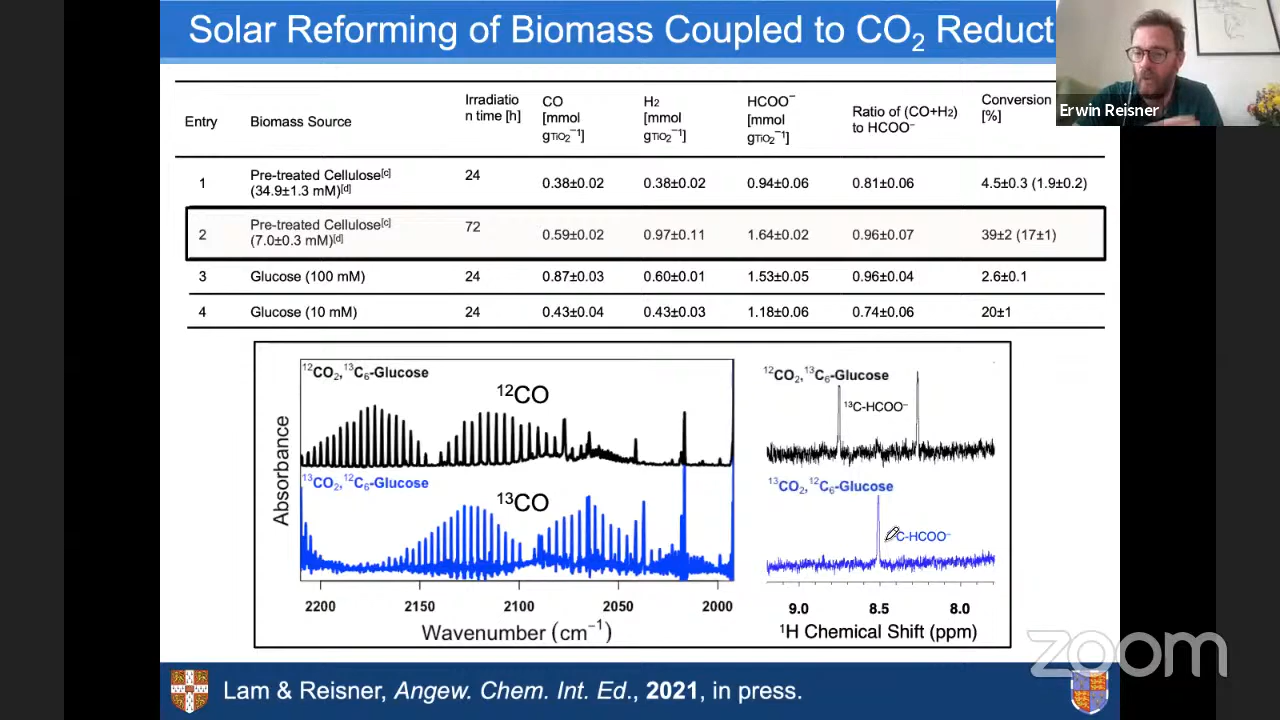 Solar Reforming of Biomass Coupled to CO₂ Reduct
Erwin Reisner
Entry Biomass Source Irradiatio n time [h] CO [mmol gTiO₂⁻¹] H₂ [mmol gTiO₂⁻¹] HCOO⁻ [mmol gTiO₂⁻¹] Ratio of (CO+H₂) to HCOO⁻ Conversion [%]
1 Pre-treated Cellulose[c] (34.9±1.3 mM)[d] 24 0.38±0.02 0.38±0.02 0.94±0.06 0.81±0.06 4.5±0.3 (1.9±0.2)
2 Pre-treated Cellulose[c] (7.0±0.3 mM)[d] 72 0.59±0.02 0.97±0.11 1.64±0.02 0.96±0.07 39±2 (17±1)
3 Glucose (100 mM) 24 0.87±0.03 0.60±0.01 1.53±0.05 0.96±0.04 2.6±0.1
4 Glucose (10 mM) 24 0.43±0.04 0.43±0.03 1.18±0.06 0.74±0.06 20±1
¹²CO₂,¹³C₆-Glucose
¹²CO
¹³CO₂,¹²C₆-Glucose
¹³CO
Absorbance
2200 2150 2100 2050 2000
Wavenumber (cm⁻¹)
¹²CO₂,¹³C₆-Glucose
¹³C-HCOO⁻
¹³CO₂,¹²C₆-Glucose
C-HCOO⁻
9.0 8.5 8.0
¹H Chemical Shift (ppm)
zoom
Lam & Reisner, Angew. Chem. Int. Ed., 2021, in press.